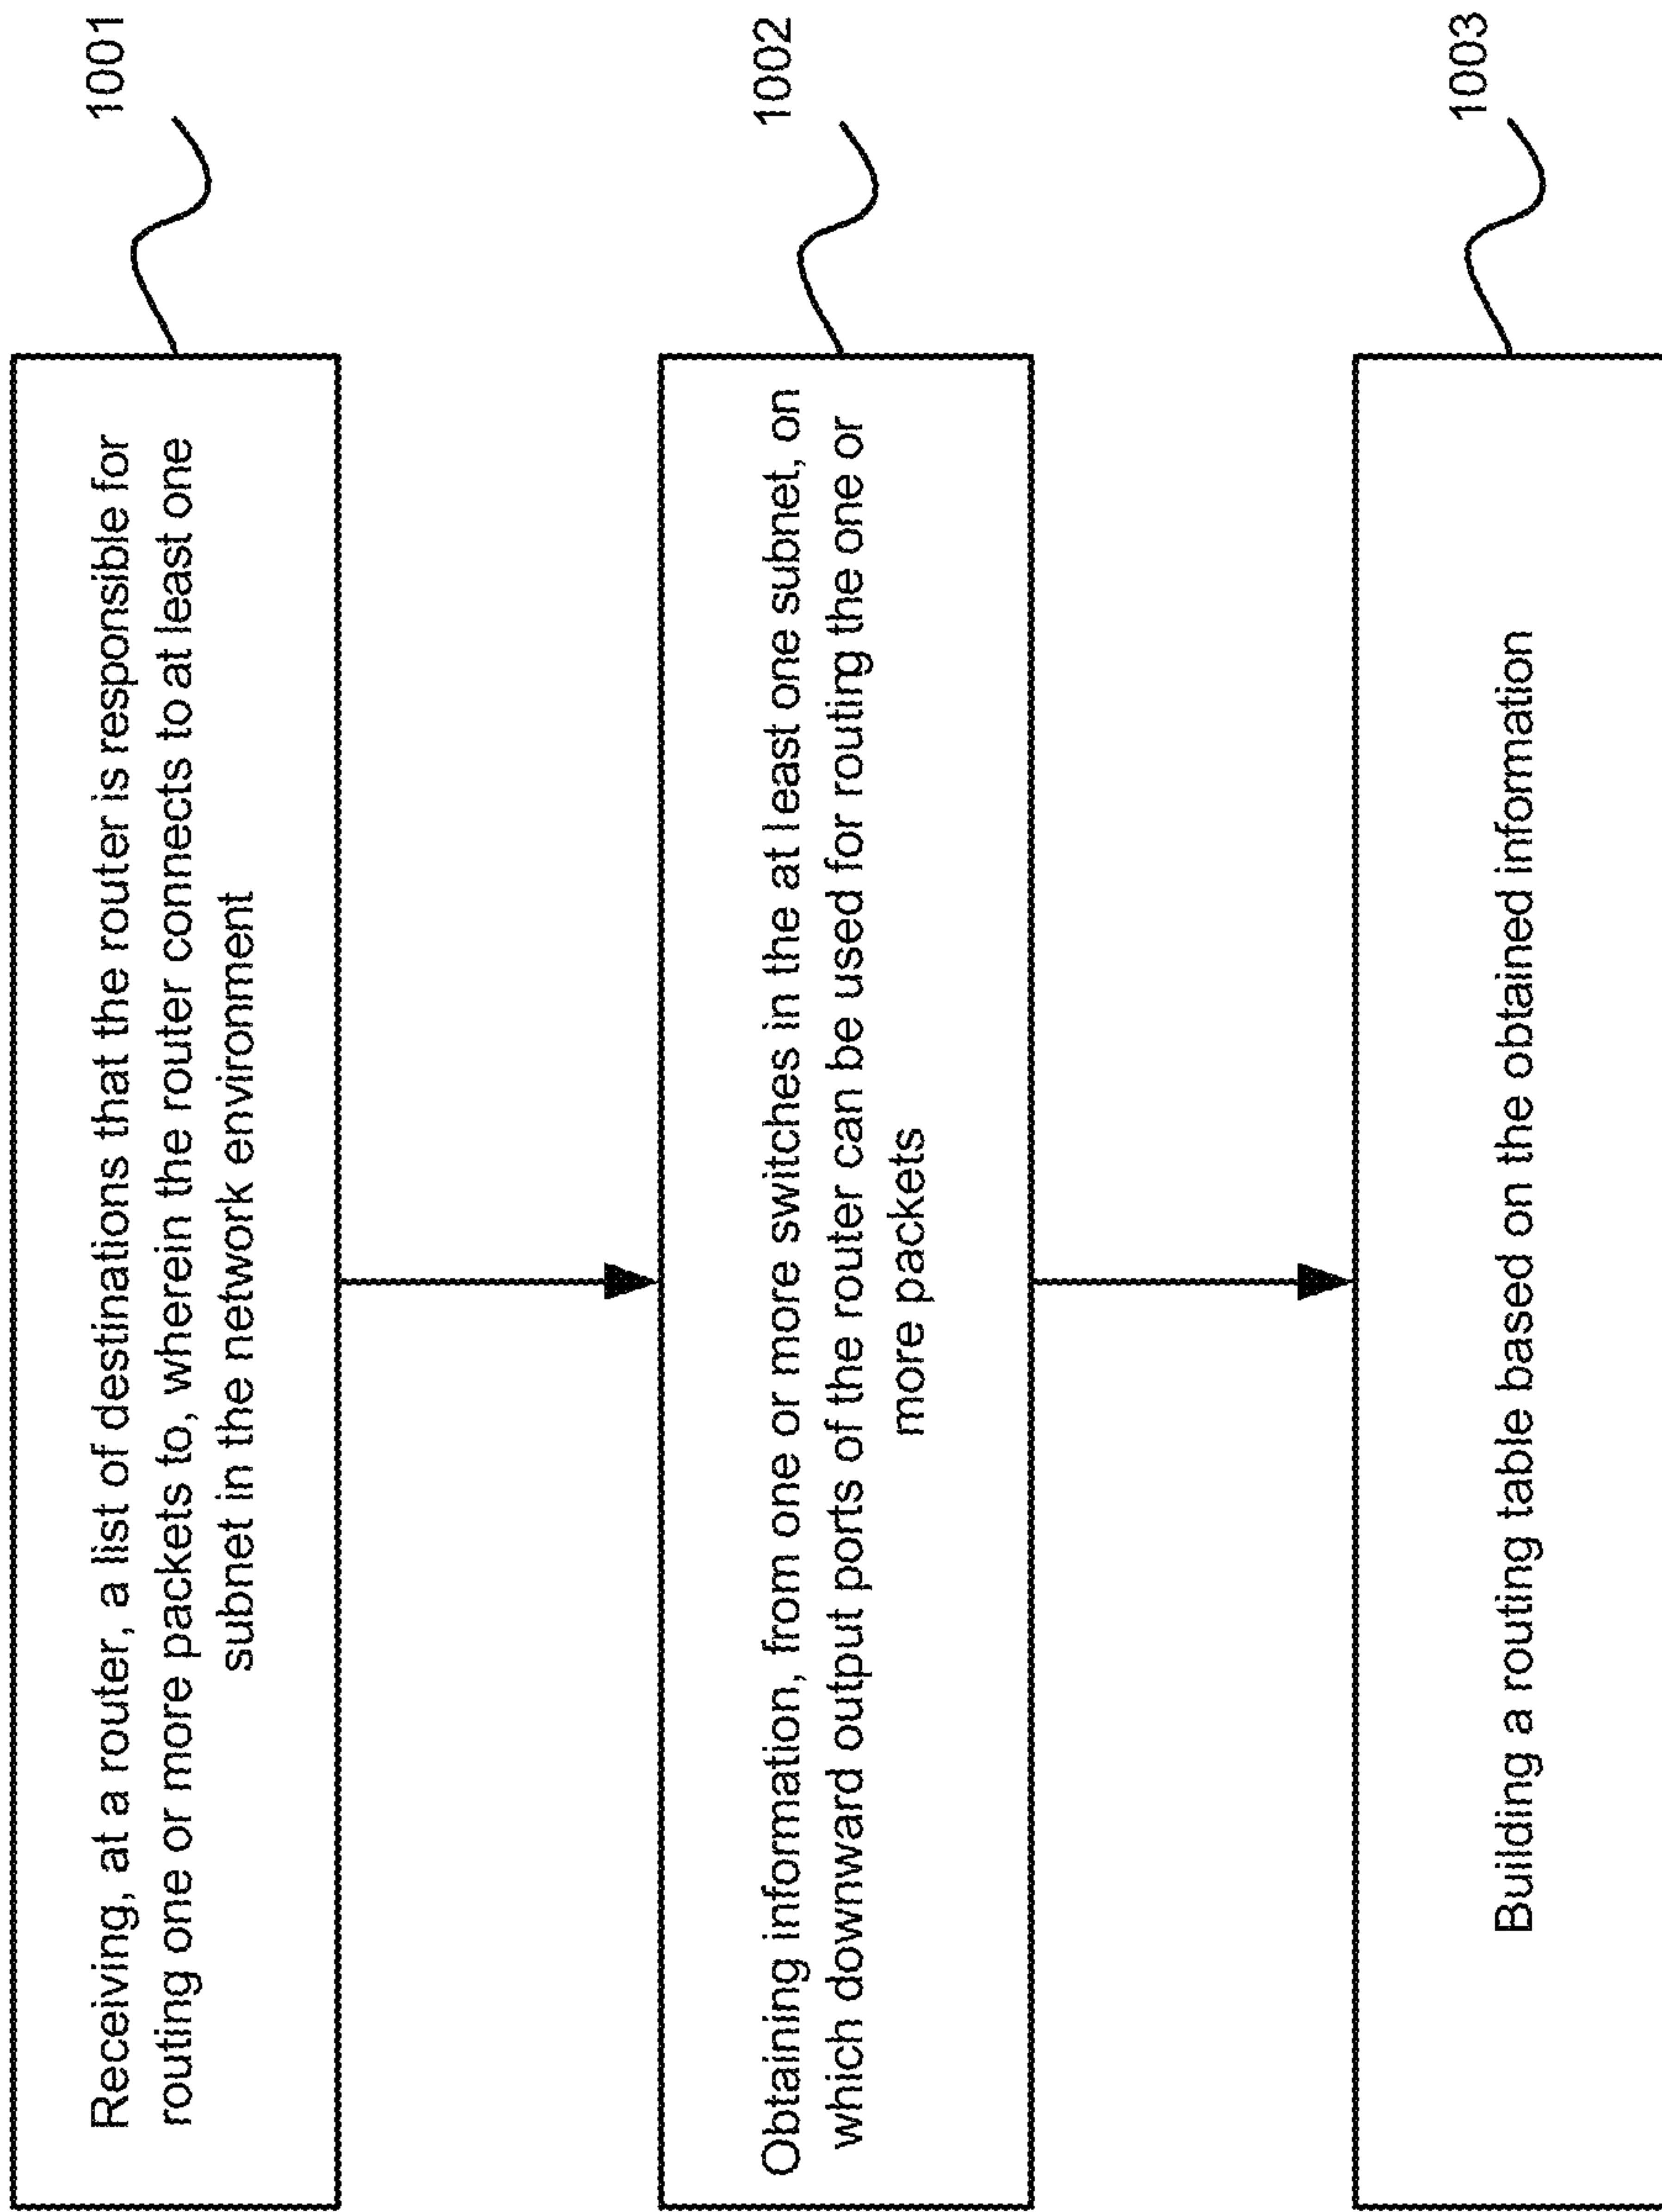 Receiving, at a router, a list of destinations that the router is responsible for
routing one or more packets to, wherein the router connects to at least one
subnet in the network environment
1001
Obtaining information, from one or more switches in the at least one subnet, on
which downward output ports of the router can be used for routing the one or
more packets
1002
Building a routing table based on the obtained information
1003